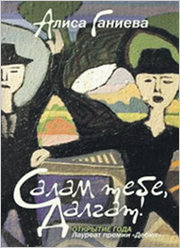 Алиса Ганиева
Салам тебе,
Далгат!
ОТКРЫТИЕ ГОДА
Лауреат премии «Дебют»